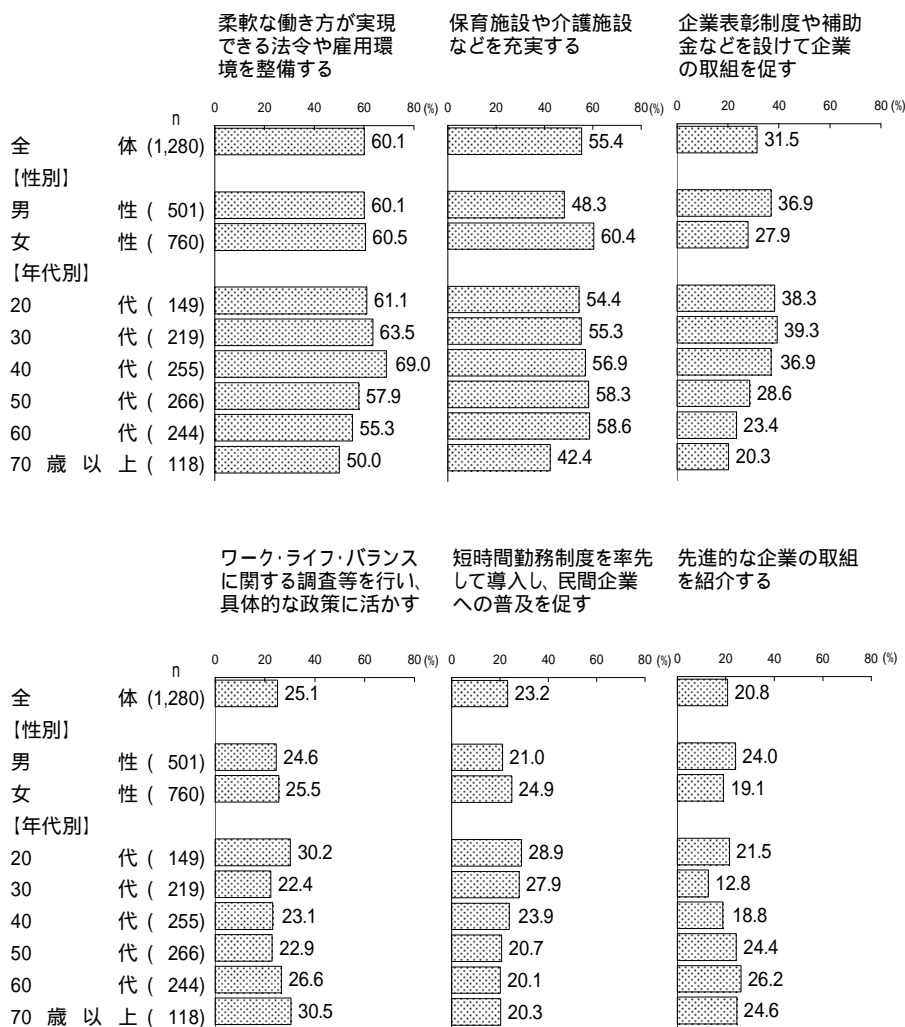 柔軟な働き方が実現
できる法令や雇用環
境を整備する
保育施設や介護施設
などを充実する
企業表彰制度や補助
金などを設けて企業
の取組を促す
n 0 20 40 60 80 (%) 0 20 40 60 80 (%) 0 20 40 60 80 (%)
全 体 (1,280) 60.1 55.4 31.5
【性別】
男 性 ( 501) 60.1 48.3 36.9
女 性 ( 760) 60.5 60.4 27.9
【年代別】
20 代 ( 149) 61.1 54.4 38.3
30 代 ( 219) 63.5 55.3 39.3
40 代 ( 255) 69.0 56.9 36.9
50 代 ( 266) 57.9 58.3 28.6
60 代 ( 244) 55.3 58.6 23.4
70 歳 以 上 ( 118) 50.0 42.4 20.3
ワーク・ライフ・バランス
に関する調査等を行い、
具体的な政策に活かす
短時間勤務制度を率先
して導入し、民間企業
への普及を促す
先進的な企業の取組
を紹介する
n 0 20 40 60 80 (%) 0 20 40 60 80 (%) 0 20 40 60 80 (%)
全 体 (1,280) 25.1 23.2 20.8
【性別】
男 性 ( 501) 24.6 21.0 24.0
女 性 ( 760) 25.5 24.9 19.1
【年代別】
20 代 ( 149) 30.2 28.9 21.5
30 代 ( 219) 22.4 27.9 12.8
40 代 ( 255) 23.1 23.9 18.8
50 代 ( 266) 22.9 20.7 24.4
60 代 ( 244) 26.6 20.1 26.2
70 歳 以 上 ( 118) 30.5 20.3 24.6